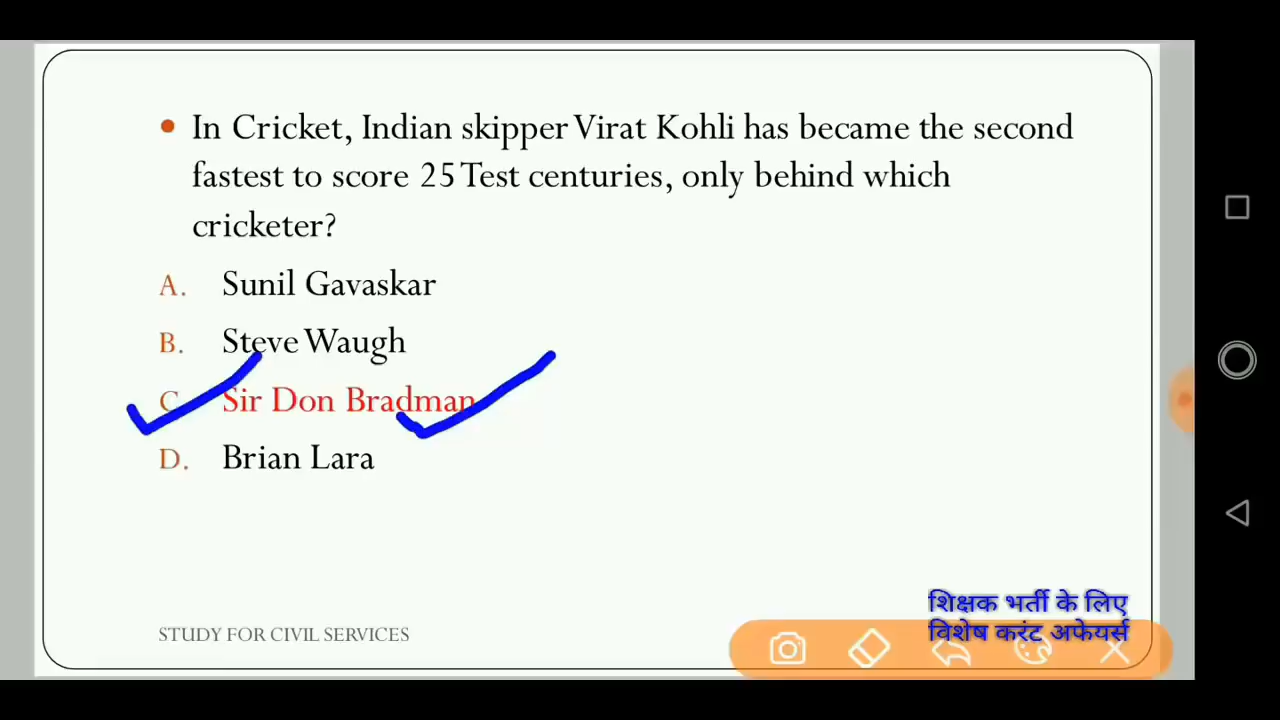 In Cricket, Indian skipper Virat Kohli has became the second
fastest to score 25 Test centuries, only behind which
cricketer?
A. Sunil Gavaskar
B. Steve Waugh
C. Sir Don Bradman
D. Brian Lara
शिक्षक भर्ती के लिए
विशेष करंट अफेयर्स
STUDY FOR CIVIL SERVICES